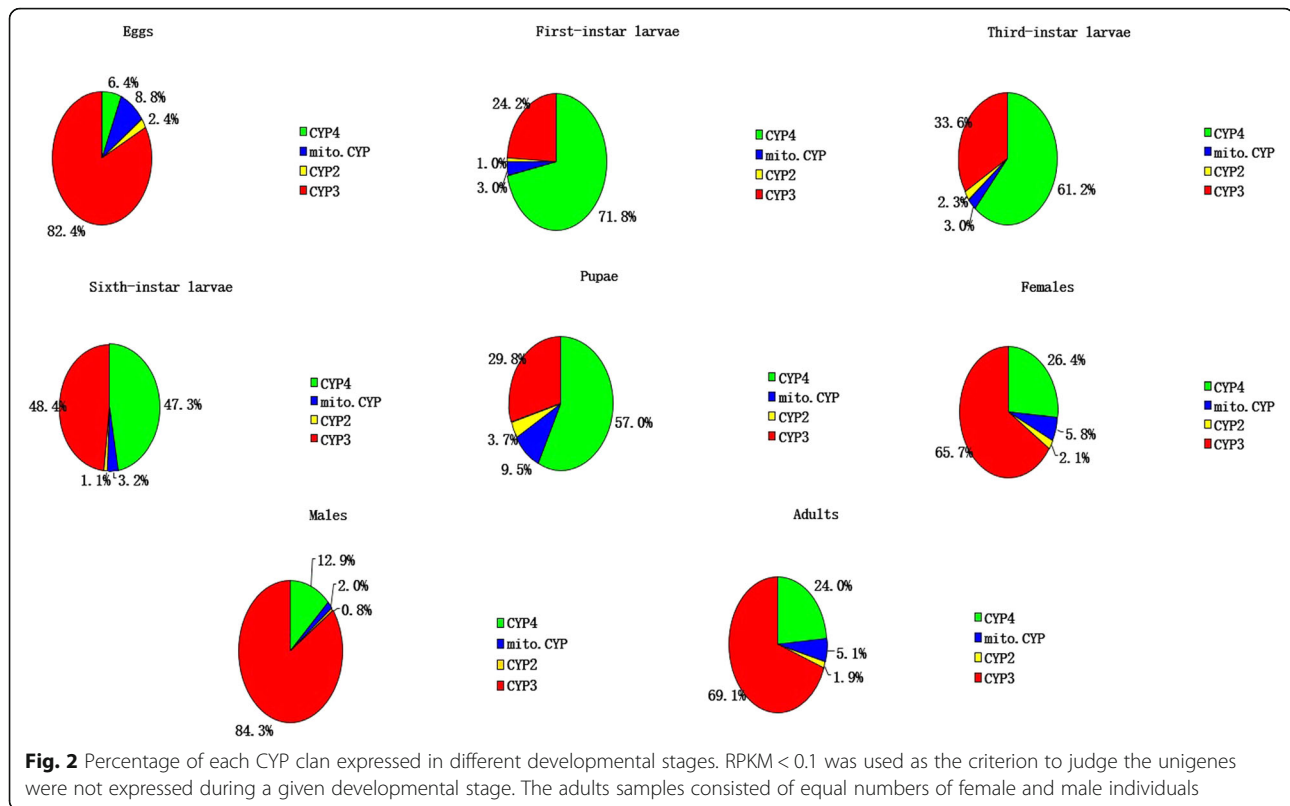 Eggs
6.4%
8.8%
2.4%
82.4%
CYP4
mito.CYP
CYP2
CYP3
First-instar larvae
24.2%
1.0%
3.0%
71.8%
CYP4
mito.CYP
CYP2
CYP3
Third-instar larvae
33.6%
2.3%
3.0%
61.2%
CYP4
mito.CYP
CYP2
CYP3
Sixth-instar larvae
48.4%
47.3%
1.1%
3.2%
CYP4
mito.CYP
CYP2
CYP3
Pupae
29.8%
3.7%
9.5%
57.0%
CYP4
mito.CYP
CYP2
CYP3
Females
26.4%
5.8%
2.1%
65.7%
CYP4
mito.CYP
CYP2
CYP3
Males
12.9%
2.0%
0.8%
84.3%
CYP4
mito.CYP
CYP2
CYP3
Adults
24.0%
5.1%
1.9%
69.1%
CYP4
mito.CYP
CYP2
CYP3
Fig. 2 Percentage of each CYP clan expressed in different developmental stages. RPKM < 0.1 was used as the criterion to judge the unigenes
were not expressed during a given developmental stage. The adults samples consisted of equal numbers of female and male individuals